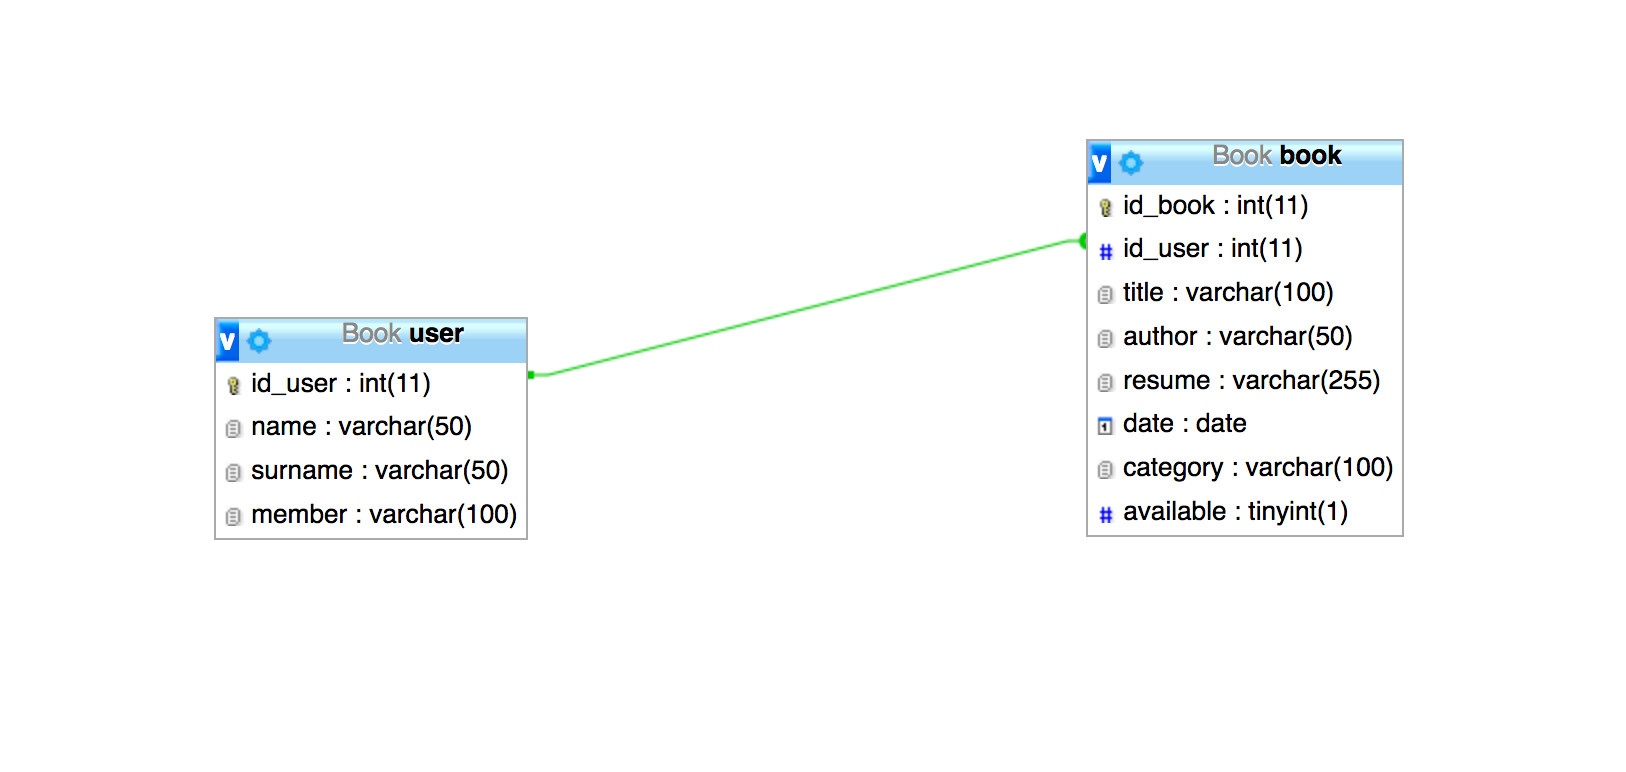 v Book user
id_user : int(11)
name : varchar(50)
surname : varchar(50)
member : varchar(100)
v Book book
id_book : int(11)
# id_user : int(11)
title : varchar(100)
author : varchar(50)
resume : varchar(255)
1 date : date
category : varchar(100)
# available : tinyint(1)